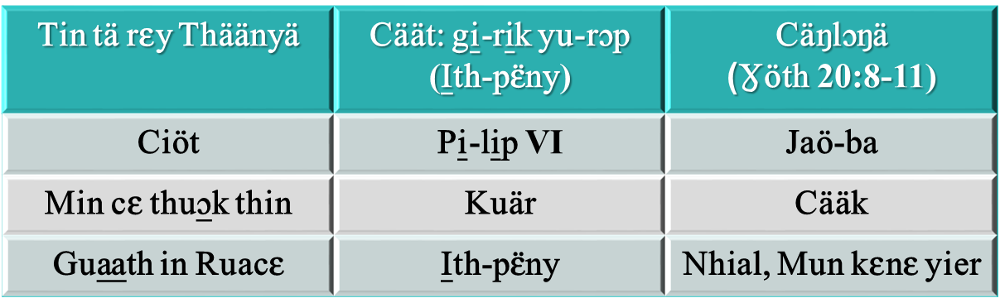 Tin tä rɛy Thäänyä
Cäät: gi̱-ri̱k yu-rɔp
(I̱th-pɛ̈ny)
Cäŋlɔŋä
(Ɣöth 20:8-11)
Ciöt
Pi̱-li̱p VI
Jaö-ba
Min cɛ thuɔ̱k thin
Kuär
Cääk
Gua̱a̱th in Ruacɛ
I̱th-pɛ̈ny
Nhial, Mun kɛnɛ yier